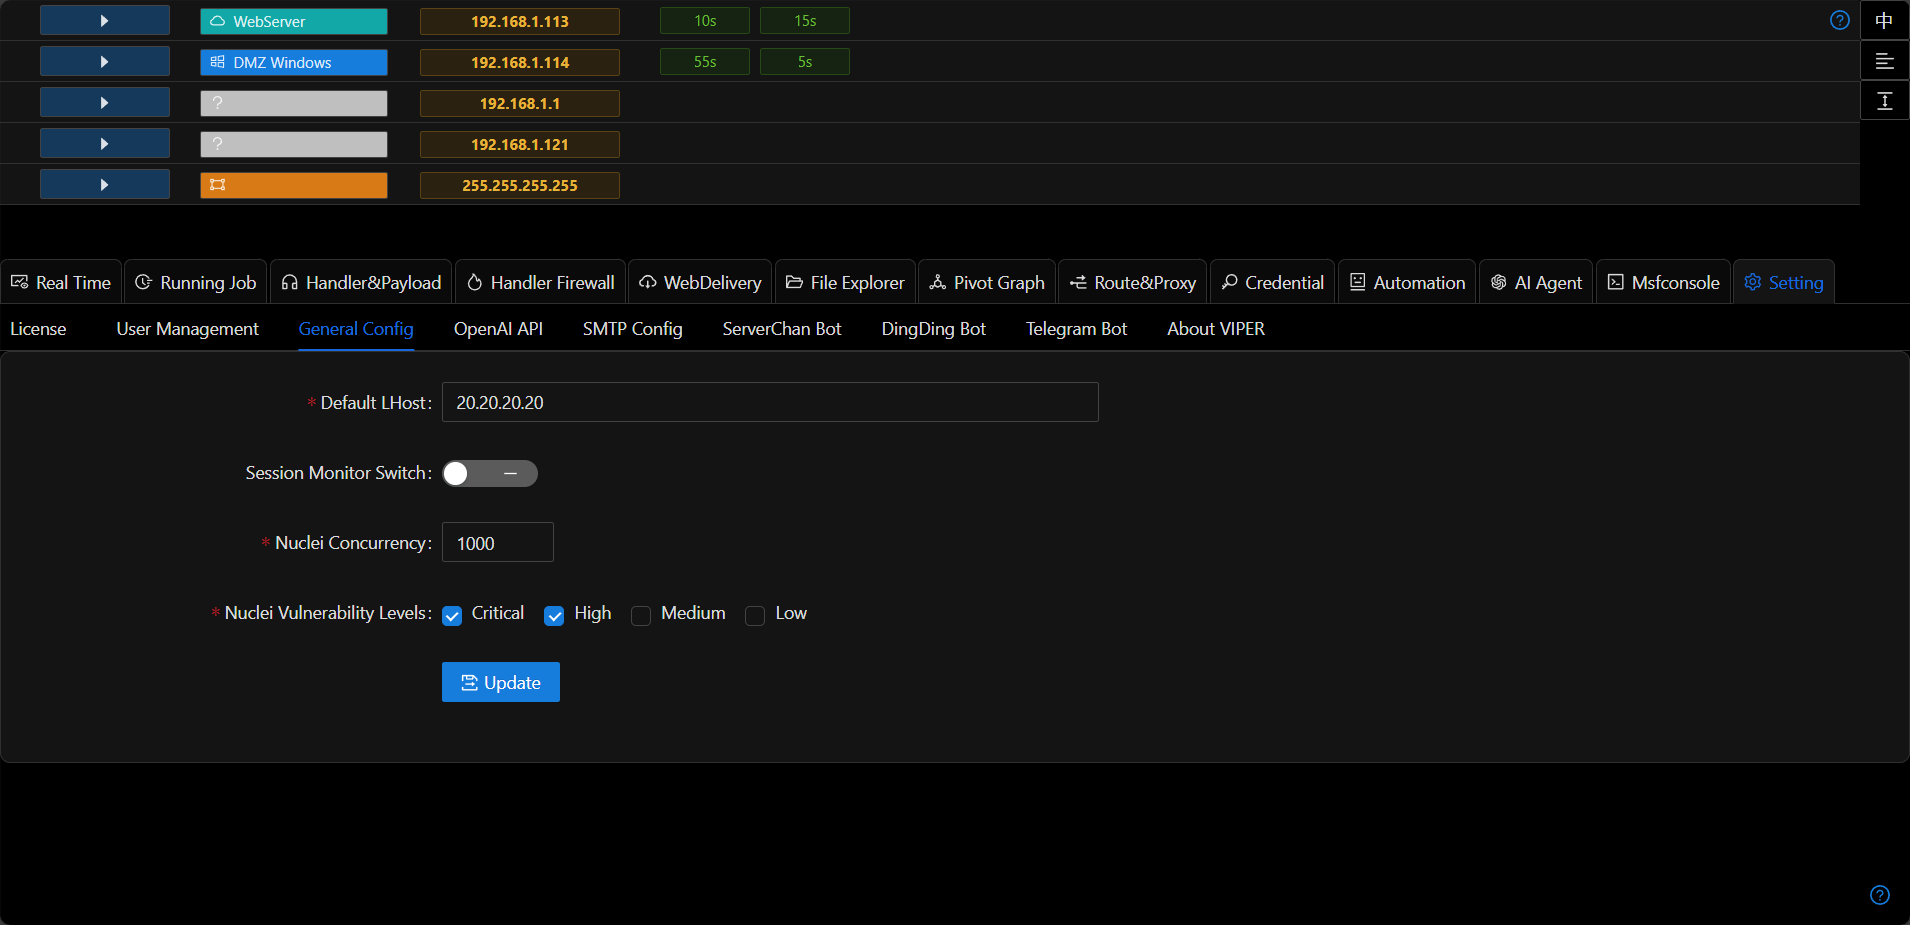 WebServer 192.168.1.113 10s 15s 中
DMZ Windows 192.168.1.114 55s 5s
? 192.168.1.1
? 192.168.1.121
255.255.255.255
Real Time Running Job Handler&Payload Handler Firewall WebDelivery File Explorer Pivot Graph Route&Proxy Credential Automation AI Agent Msfconsole Setting
License User Management General Config OpenAI API SMTP Config ServerChan Bot DingDing Bot Telegram Bot About VIPER
* Default LHost: 20.20.20.20
Session Monitor Switch:
* Nuclei Concurrency: 1000
* Nuclei Vulnerability Levels: Critical High Medium Low
Update